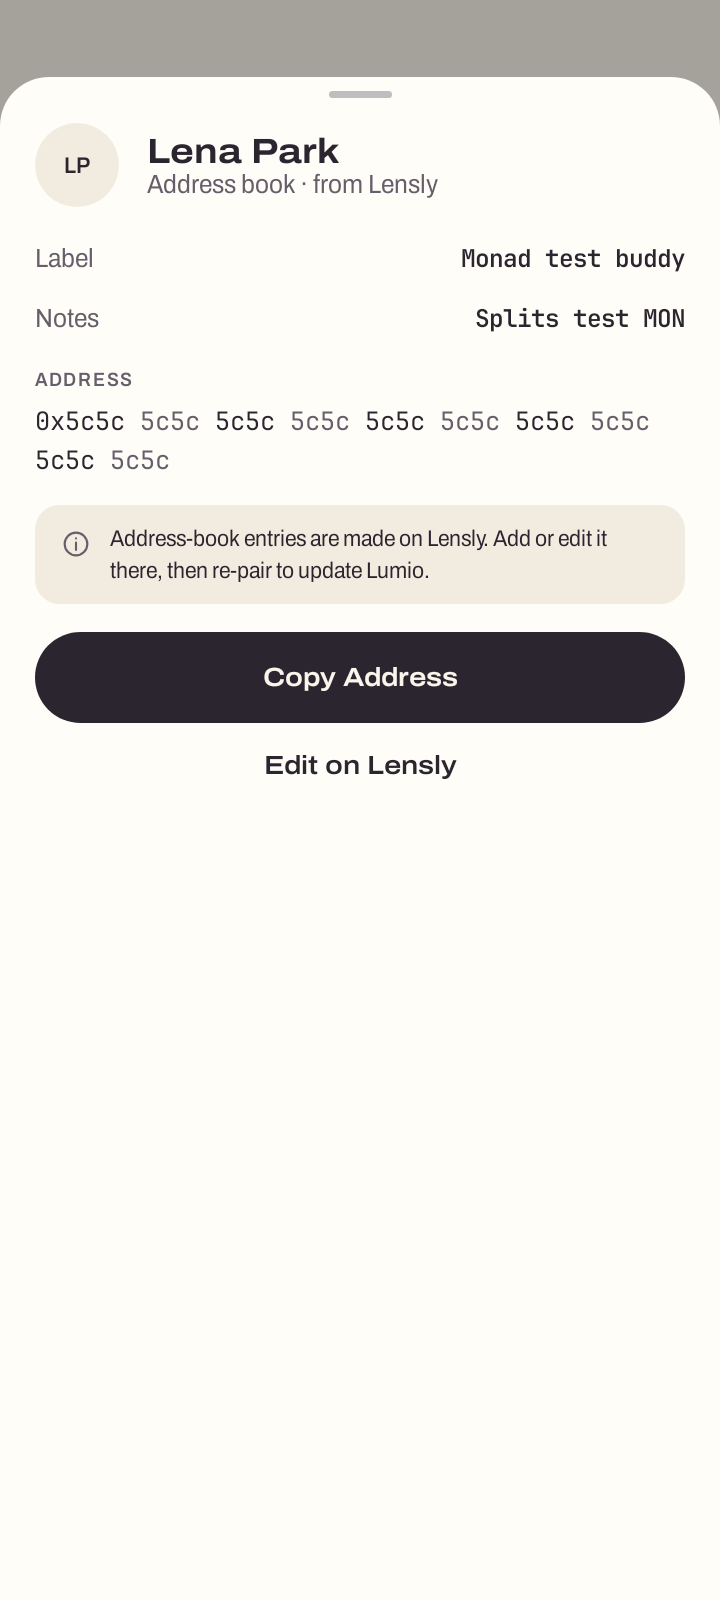 LP
Lena Park
Address book · from Lensly
Label Monad test buddy
Notes Splits test MON
ADDRESS
0x5c5c 5c5c 5c5c 5c5c 5c5c 5c5c 5c5c 5c5c
5c5c 5c5c
Address-book entries are made on Lensly. Add or edit it
there, then re-pair to update Lumio.
Copy Address
Edit on Lensly